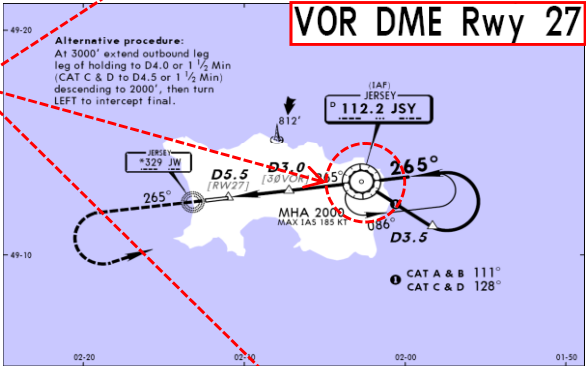 VOR DME Rwy 27
49-20
Alternative procedure:
At 3000' extend outbound leg
leg of holding to D4.0 or 1 1/2 Min
(CAT C & D to D4.5 or 1 1/2 Min)
descending to 2000', then turn
LEFT to intercept final.
(IAF)
JERSEY
D 112.2 JSY
812'
JERSEY
*329 JW
D5.5
[RW27]
D3.0
[30VOR]
265°
265°
265°
MHA 2000
MAX IAS 185 KT
086°
D3.5
49-10
1 CAT A & B 111°
CAT C & D 128°
02-20
02-10
02-00
01-50